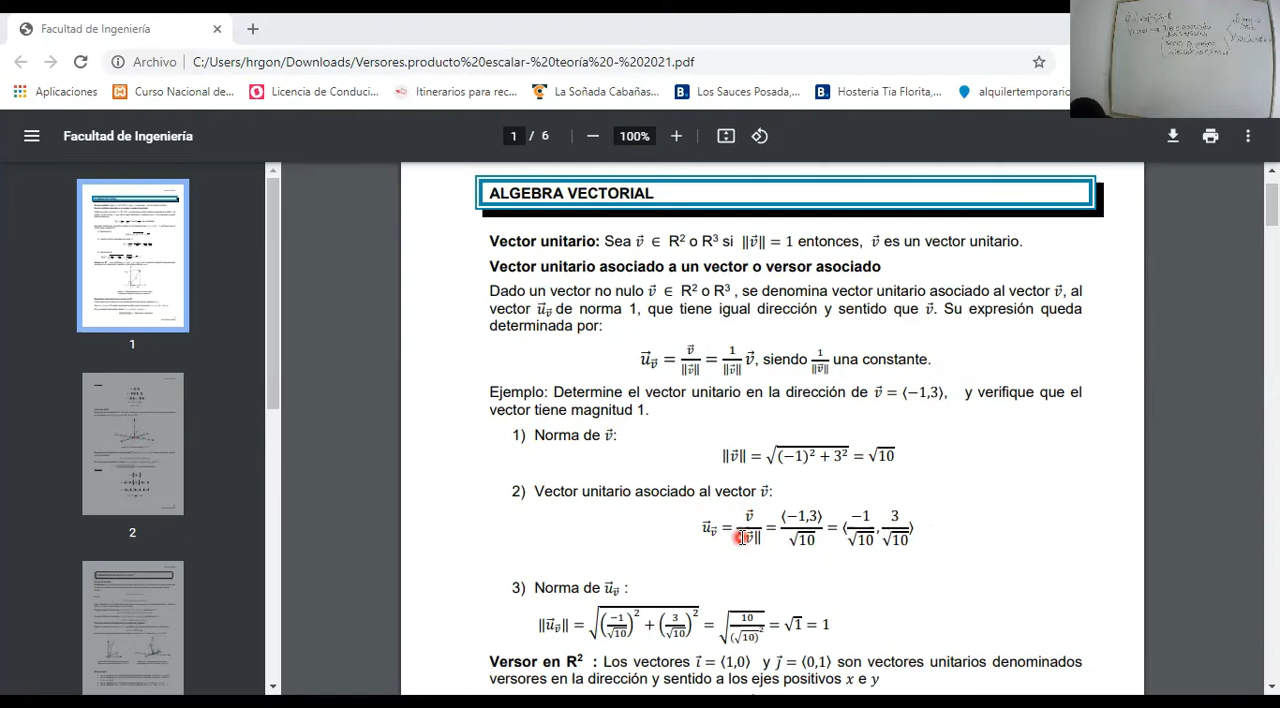 Facultad de Ingeniería
Archivo C:/Users/hrgon/Downloads/Versores.producto%20escalar-%20teoría%20-%202021.pdf
Aplicaciones Curso Nacional de... Licencia de Conduci... Itinerarios para rec... La Soñada Cabañas... Los Sauces Posada,... Hosteria Tia Florita,... alquilertemporario
Facultad de Ingeniería 1 / 6 100%
ALGEBRA VECTORIAL
Vector unitario: Sea v⃗ ∈ R² o R³ si ‖v⃗‖ = 1 entonces, v⃗ es un vector unitario.
Vector unitario asociado a un vector o versor asociado
Dado un vector no nulo v⃗ ∈ R² o R³ se denomina vector unitario asociado al vector v⃗, al
vector u⃗_v⃗ de norma 1, que tiene igual dirección y sentido que v⃗. Su expresión queda
determinada por:
u⃗_v⃗ = v⃗/‖v⃗‖ = 1/‖v⃗‖ v⃗, siendo 1/‖v⃗‖ una constante.
Ejemplo: Determine el vector unitario en la dirección de v⃗ = ⟨−1,3⟩, y verifique que el
vector tiene magnitud 1.
1) Norma de v⃗:
‖v⃗‖ = √((−1)² + 3²) = √10
2) Vector unitario asociado al vector v⃗:
u⃗_v⃗ = v⃗/‖v⃗‖ = ⟨−1,3⟩/√10 = ⟨−1/√10, 3/√10⟩
3) Norma de u⃗_v⃗ :
‖u⃗_v⃗‖ = √((−1/√10)² + (3/√10)²) = √(10/(√10)²) = √1 = 1
Versor en R² : Los vectores i⃗ = ⟨1,0⟩ y j⃗ = ⟨0,1⟩ son vectores unitarios denominados
versores en la dirección y sentido a los ejes positivos x e y
1
2